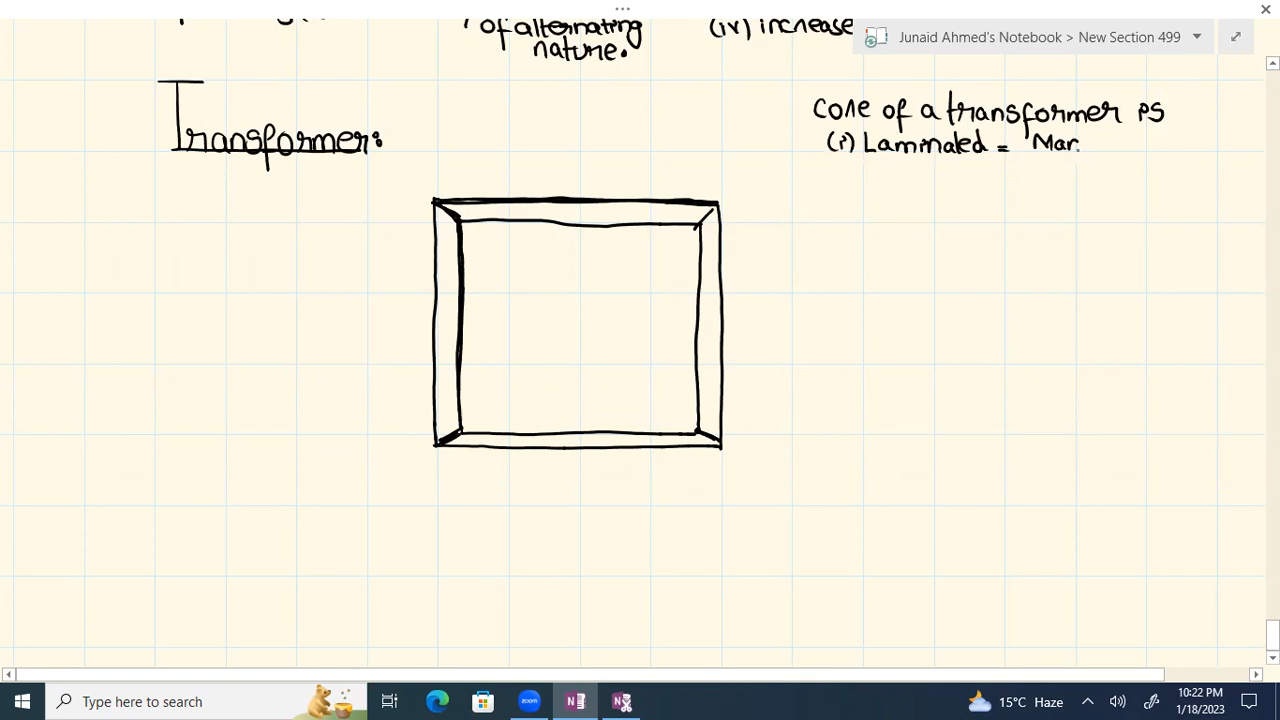 of alternating
nature.
(iv) increase
Junaid Ahmed's Notebook > New Section 499
Transformer:
Core of a transformer is
(i) Laminated = Mar
Type here to search
zoom
15°C Haze
10:22 PM
1/18/2023